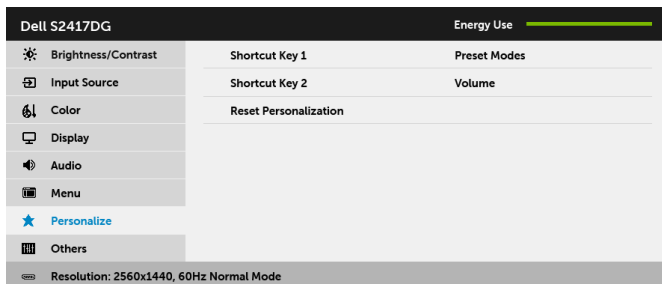 Dell S2417DG Energy Use
Brightness/Contrast Shortcut Key 1 Preset Modes
Input Source Shortcut Key 2 Volume
Color Reset Personalization
Display
Audio
Menu
Personalize
Others
Resolution: 2560x1440, 60Hz Normal Mode